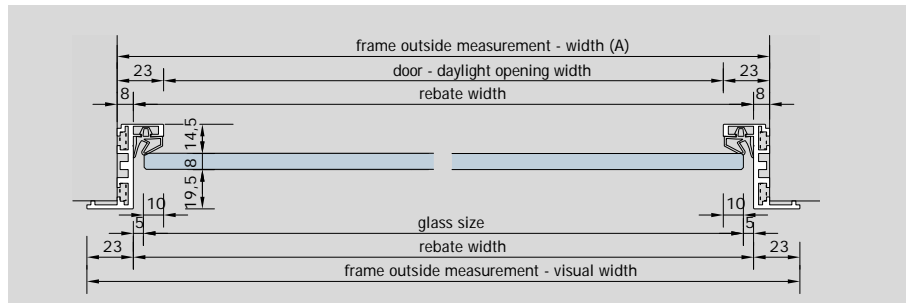 frame outside measurement - width (A)
23 door - daylight opening width 23
8 rebate width 8
14,5
8
19,5
10 10
5 glass size 5
23 rebate width 23
frame outside measurement - visual width